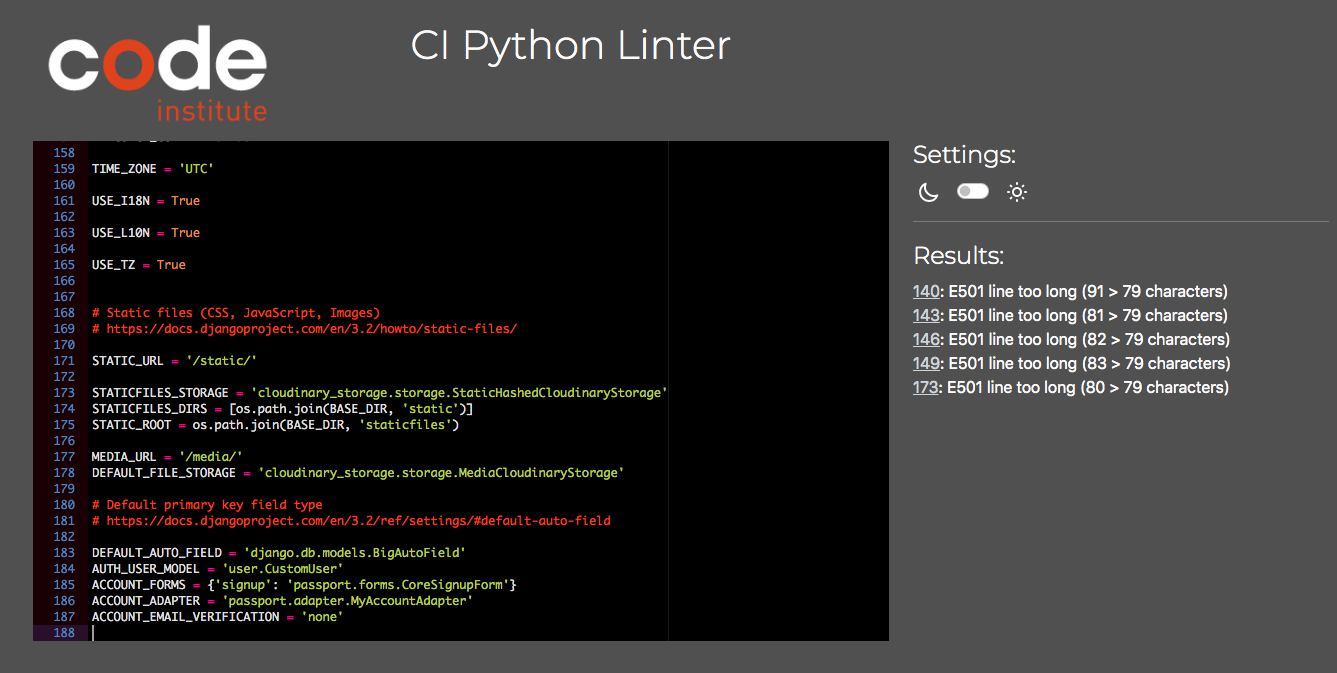 code
institute
CI Python Linter
158
159 TIME_ZONE = 'UTC'
160
161 USE_I18N = True
162
163 USE_L10N = True
164
165 USE_TZ = True
166
167
168 # Static files (CSS, JavaScript, Images)
169 # https://docs.djangoproject.com/en/3.2/howto/static-files/
170
171 STATIC_URL = '/static/'
172
173 STATICFILES_STORAGE = 'cloudinary_storage.storage.StaticHashedCloudinaryStorage'
174 STATICFILES_DIRS = [os.path.join(BASE_DIR, 'static')]
175 STATIC_ROOT = os.path.join(BASE_DIR, 'staticfiles')
176
177 MEDIA_URL = '/media/'
178 DEFAULT_FILE_STORAGE = 'cloudinary_storage.storage.MediaCloudinaryStorage'
179
180 # Default primary key field type
181 # https://docs.djangoproject.com/en/3.2/ref/settings/#default-auto-field
182
183 DEFAULT_AUTO_FIELD = 'django.db.models.BigAutoField'
184 AUTH_USER_MODEL = 'user.CustomUser'
185 ACCOUNT_FORMS = {'signup': 'passport.forms.CoreSignupForm'}
186 ACCOUNT_ADAPTER = 'passport.adapter.MyAccountAdapter'
187 ACCOUNT_EMAIL_VERIFICATION = 'none'
188
Settings:
Results:
140: E501 line too long (91 > 79 characters)
143: E501 line too long (81 > 79 characters)
146: E501 line too long (82 > 79 characters)
149: E501 line too long (83 > 79 characters)
173: E501 line too long (80 > 79 characters)